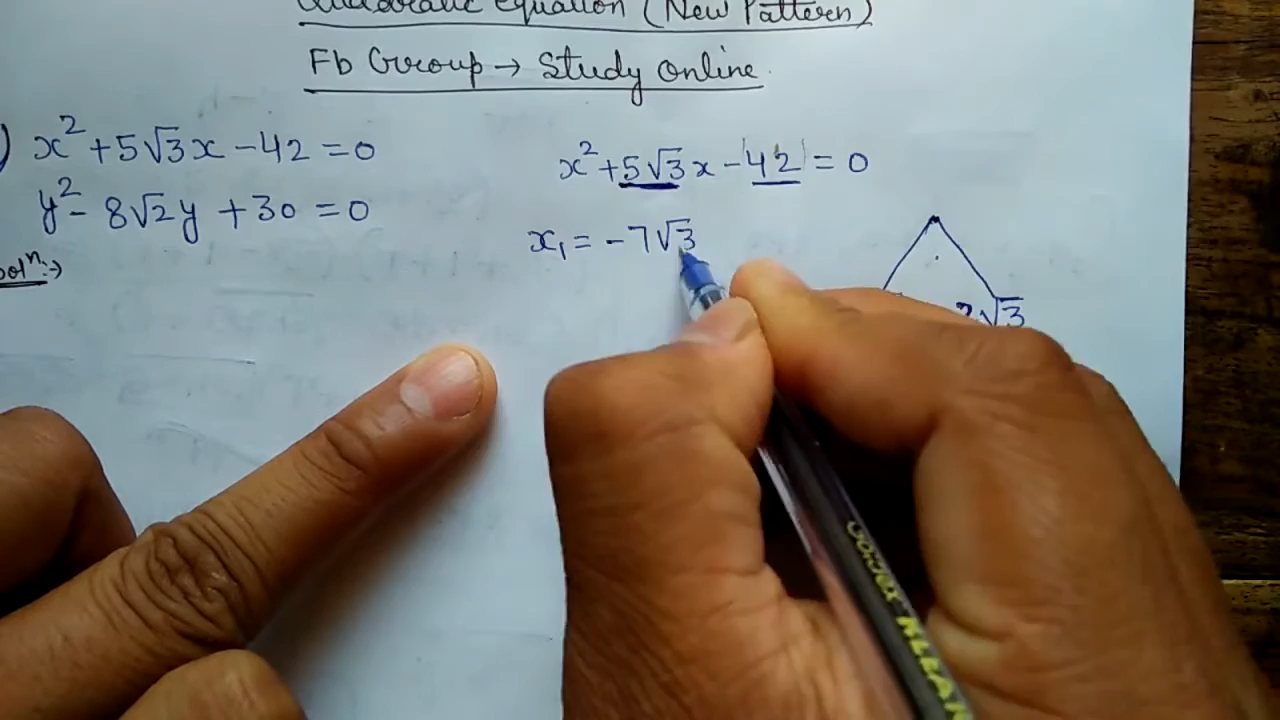 Quadratic Equation (New Pattern)
Fb Group → Study Online
) x² + 5√3x − 42 = 0
y² − 8√2y + 30 = 0
Solⁿ :→
x² + 5√3x − 42 = 0
x₁ = −7√3
2√3